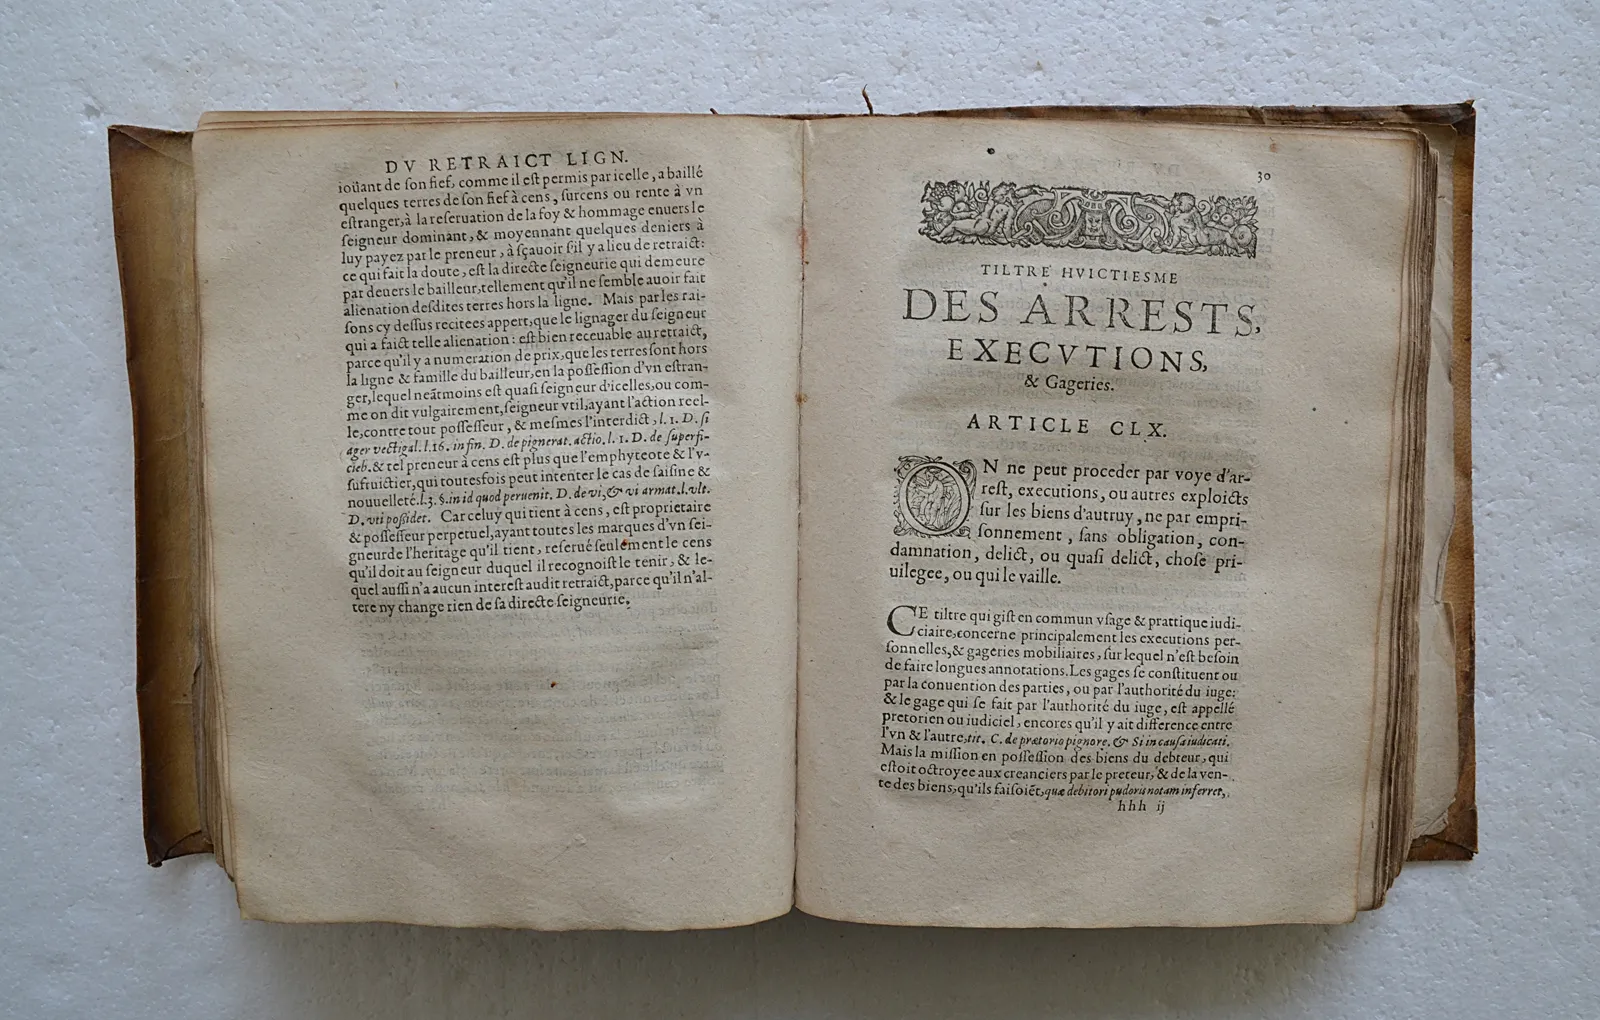 DV RETRAICT LIGN.
ioüant de ſon fief, comme il eſt permis par icelle, a baillé
quelques terres de ſon fief à cens, ſurcens ou rente à vn
eſtranger, à la reſeruation de la foy & hommage enuers le
ſeigneur dominant, & moyennant quelques deniers à
luy payez par le preneur, à ſçauoir ſ'il y a lieu de retraict:
ce qui fait la doute, eſt la directe ſeigneurie qui demeure
par deuers le bailleur, tellement qu'il ne ſemble auoir fait
alienation deſdites terres hors la ligne. Mais par les rai-
ſons cy deſſus recitees appert, que le lignager du ſeigneur
qui a faict telle alienation: eſt bien receuable au retraict,
parce qu'il y a numeration de prix, que les terres ſont hors
la ligne & famille du bailleur, en la poſſeſſion d'vn eſtran-
ger, lequel neãtmoins eſt quaſi ſeigneur d'icelles, ou com-
me on dit vulgairement, ſeigneur vtil, ayant l'action reel-
le, contre tout poſſeſſeur, & meſmes l'interdict, l. 1. D. ſi
ager vectigal. l. 16. in fin. D. de pignerat. actio. l. 1. D. de ſuperfi-
cieb. & tel preneur à cens eſt plus que l'emphyteote & l'v-
ſufruictier, qui toutesfois peut intenter le cas de ſaiſine &
nouuelleté. l. 3. §. in id quod peruenit. D. de vi, & vi armat. l. vlt.
D. vti poſſidet. Car celuy qui tient à cens, eſt proprietaire
& poſſeſſeur perpetuel, ayant toutes les marques d'vn ſei-
gneur de l'heritage qu'il tient, reſerué ſeulement le cens
qu'il doit au ſeigneur duquel il recognoiſt le tenir, & le-
quel auſſi n'a aucun intereſt audit retraict, parce qu'il n'al-
tere ny change rien de ſa directe ſeigneurie.
30
TILTRE HVICTIESME
DES ARRESTS,
EXECVTIONS,
& Gageries.
ARTICLE CLX.
ON ne peut proceder par voye d'ar-
reſt, executions, ou autres exploicts
ſur les biens d'autruy, ne par empri-
ſonnement, ſans obligation, con-
damnation, delict, ou quaſi delict, choſe pri-
uilegee, ou qui le vaille.
CE tiltre qui giſt en commun vſage & prattique iudi-
ciaire, concerne principalement les executions per-
ſonnelles, & gageries mobiliaires, ſur lequel n'eſt beſoin
de faire longues annotations. Les gages ſe conſtituent ou
par la conuention des parties, ou par l'authorité du iuge:
& le gage qui ſe fait par l'authorité du iuge, eſt appellé
pretorien ou iudiciel, encores qu'il y ait difference entre
l'vn & l'autre, tit. C. de prætorio pignore. & Si in cauſa iudicati.
Mais la miſſion en poſſeſſion des biens du debteur, qui
eſtoit octroyee aux creanciers par le preteur, & de la ven-
te des biens, qu'ils faiſoiẽt, quæ debitori pudoris notam inferret,
hhh ij